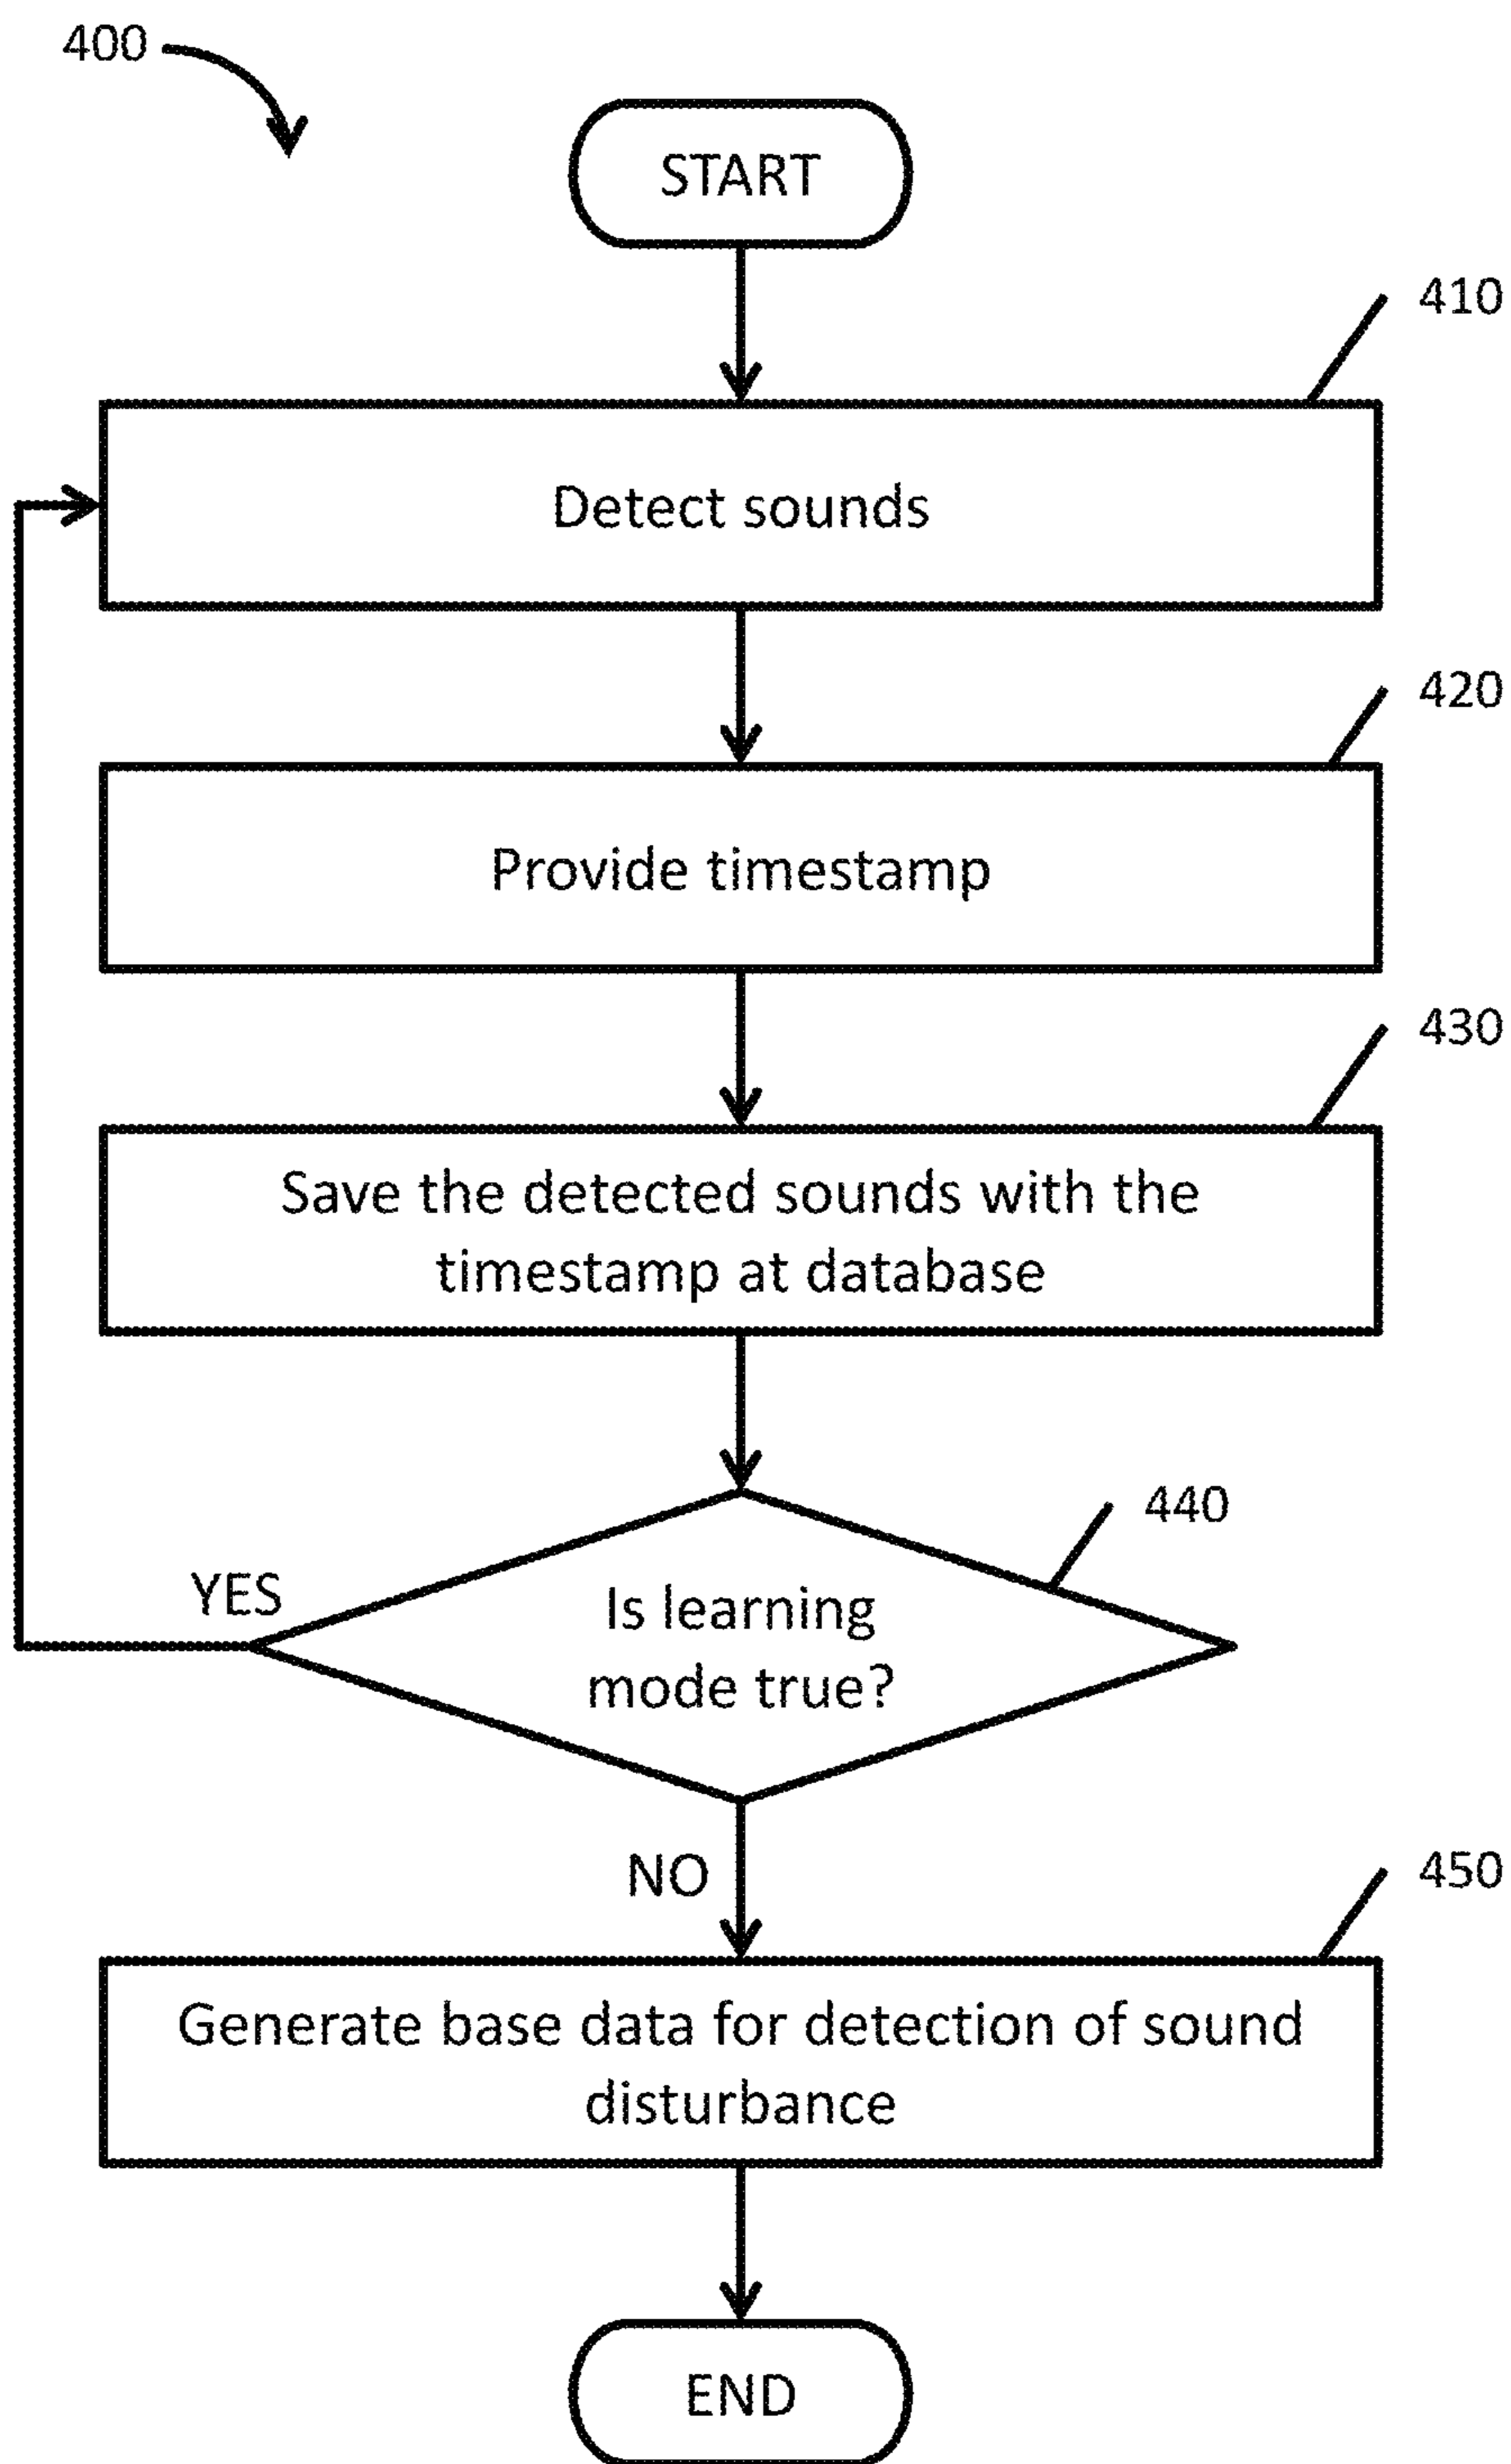 400
START
410
Detect sounds
420
Provide timestamp
430
Save the detected sounds with the
timestamp at database
440
YES
Is learning
mode true?
NO
450
Generate base data for detection of sound
disturbance
END